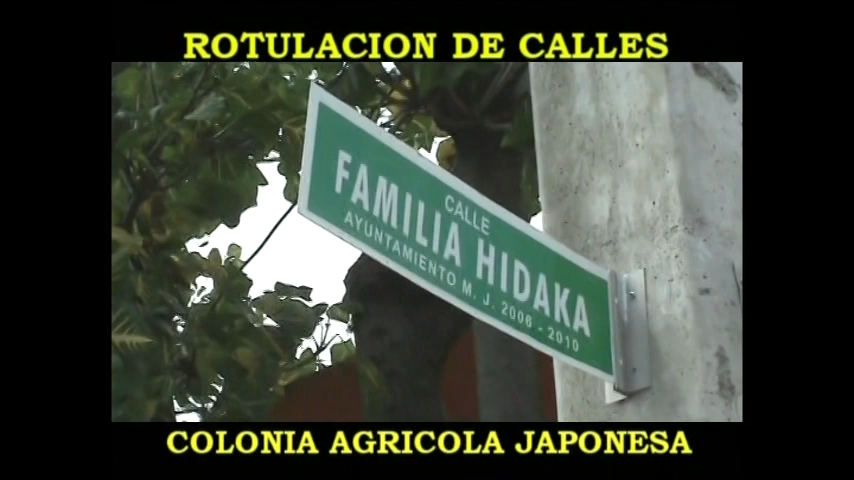 ROTULACION DE CALLES
CALLE
FAMILIA HIDAKA
AYUNTAMIENTO M. J. 2006 - 2010
COLONIA AGRICOLA JAPONESA